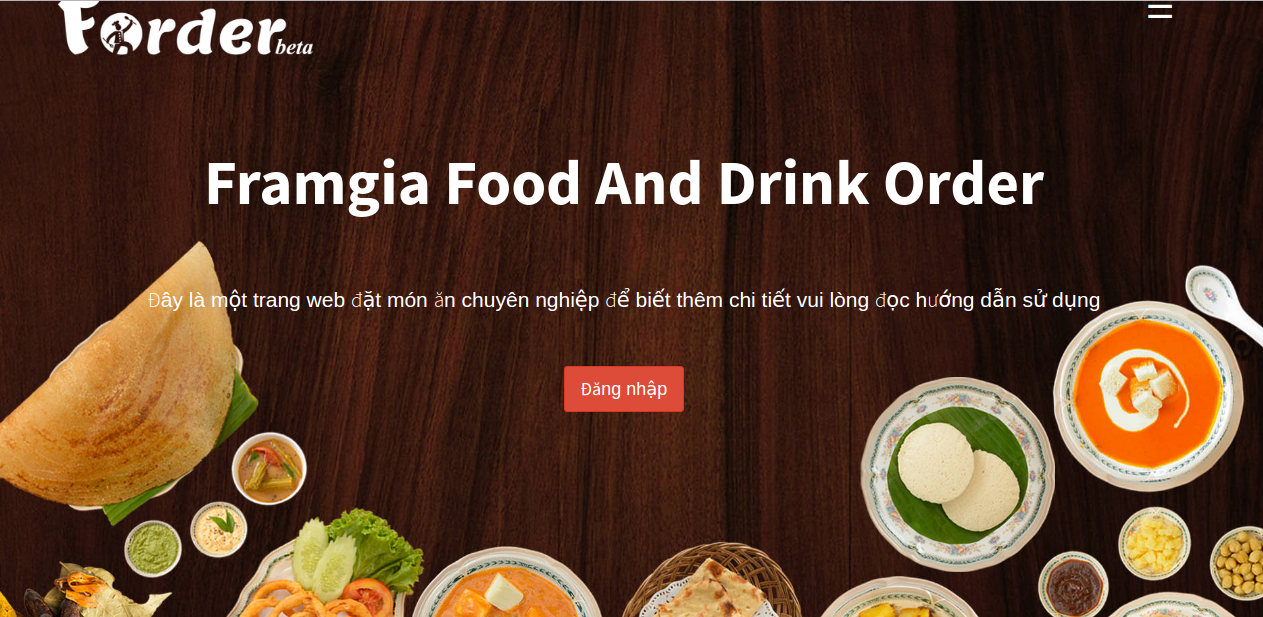 Forder beta
Framgia Food And Drink Order
Đây là một trang web đặt món ăn chuyên nghiệp để biết thêm chi tiết vui lòng đọc hướng dẫn sử dụng
Đăng nhập